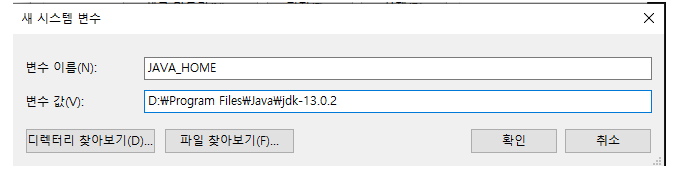 새 시스템 변수
변수 이름(N):
JAVA_HOME
변수 값(V):
D:₩Program Files₩Java₩jdk-13.0.2
디렉터리 찾아보기(D)...
파일 찾아보기(F)...
확인
취소